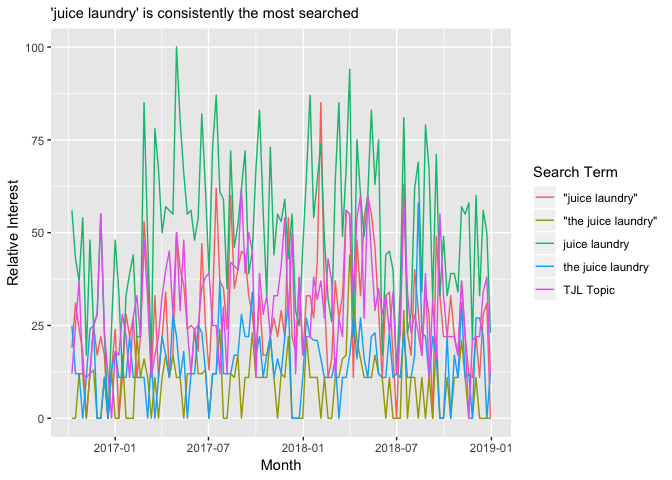 'juice laundry' is consistently the most searched
100
75
50
25
0
Relative Interest
2017-01
2017-07
2018-01
2018-07
2019-01
Month
Search Term
"juice laundry"
"the juice laundry"
juice laundry
the juice laundry
TJL Topic